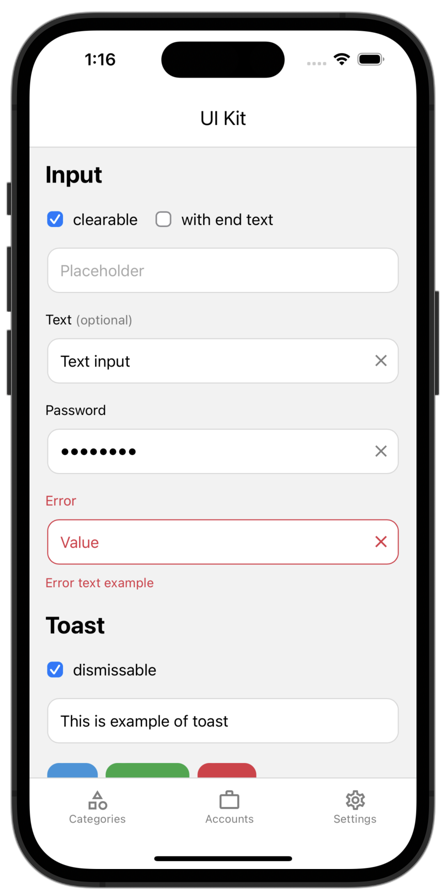 1:16
UI Kit
Input
clearable with end text
Placeholder
Text (optional)
Text input
Password
Error
Value
Error text example
Toast
dismissable
This is example of toast
Categories Accounts Settings